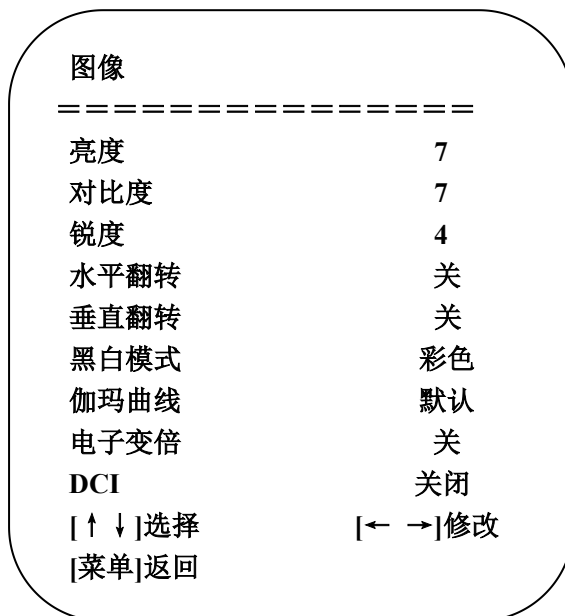 图像
===============
亮度 7
对比度 7
锐度 4
水平翻转 关
垂直翻转 关
黑白模式 彩色
伽玛曲线 默认
电子变倍 关
DCI 关闭
[↑↓]选择 [← →]修改
[菜单]返回